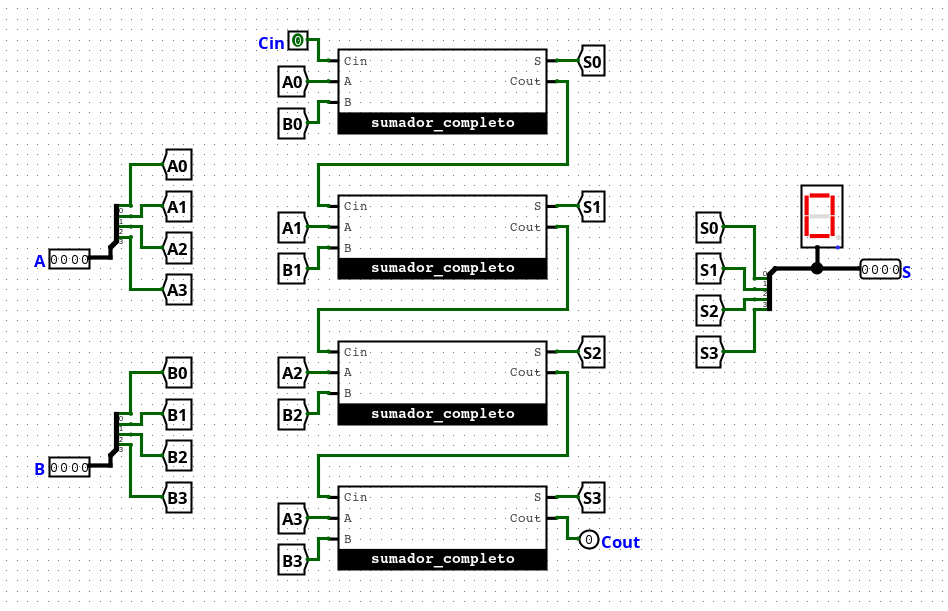 Cin 0
A0
B0
Cin S
A Cout
B
sumador_completo
S0
A 0000
0
1
2
3
A0
A1
A2
A3
A1
B1
Cin S
A Cout
B
sumador_completo
S1
B 0000
0
1
2
3
B0
B1
B2
B3
A2
B2
Cin S
A Cout
B
sumador_completo
S2
A3
B3
Cin S
A Cout
B
sumador_completo
S3
0 Cout
S0
S1
S2
S3
0
1
2
3
0
0000 S